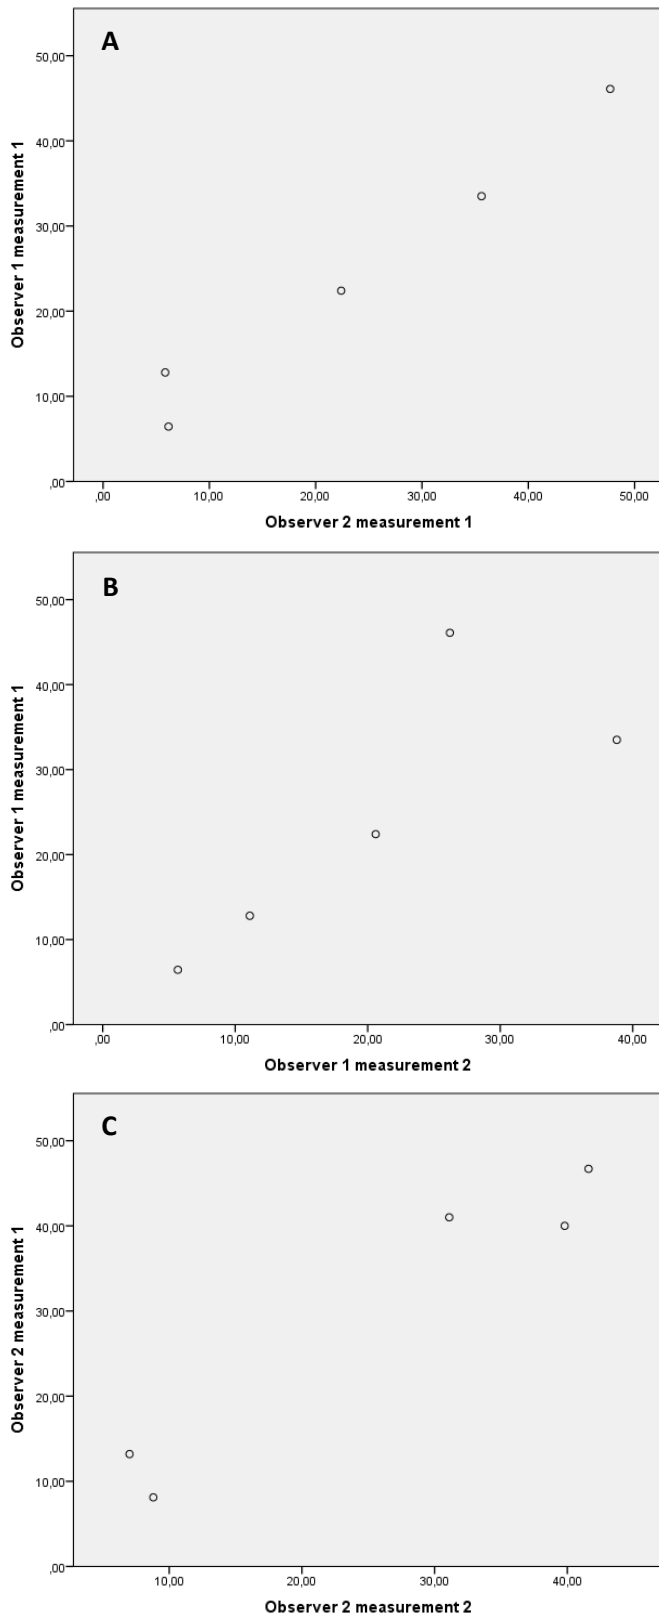 A
50,00
40,00
30,00
20,00
10,00
,00
Observer 1 measurement 1
,00 10,00 20,00 30,00 40,00 50,00
Observer 2 measurement 1
B
50,00
40,00
30,00
20,00
10,00
,00
Observer 1 measurement 1
,00 10,00 20,00 30,00 40,00
Observer 1 measurement 2
C
50,00
40,00
30,00
20,00
10,00
,00
Observer 2 measurement 1
10,00 20,00 30,00 40,00
Observer 2 measurement 2